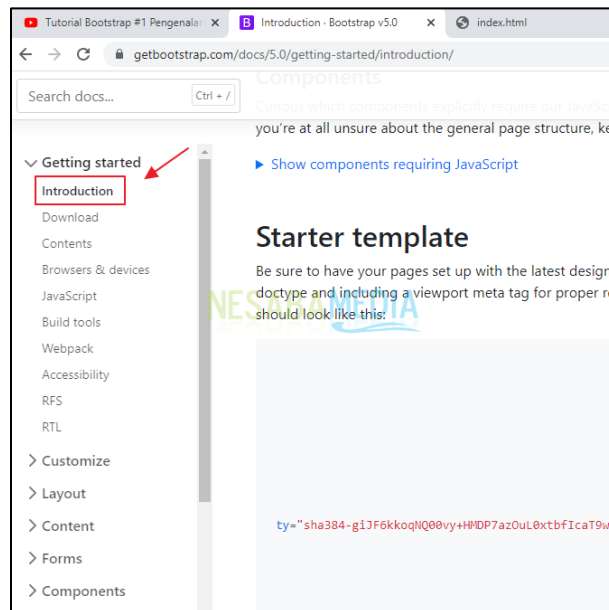 Tutorial Bootstrap #1 Pengenalan
Introduction · Bootstrap v5.0
index.html
getbootstrap.com/docs/5.0/getting-started/introduction/
Search docs...
Ctrl + /
Getting started
Introduction
Download
Contents
Browsers & devices
JavaScript
Build tools
Webpack
Accessibility
RFS
RTL
Customize
Layout
Content
Forms
Components
Components
Curious which components explicitly require our JavaSc
you're at all unsure about the general page structure, ke
Show components requiring JavaScript
Starter template
Be sure to have your pages set up with the latest design
doctype and including a viewport meta tag for proper re
should look like this:
NESABAMEDIA
ty="sha384-giJF6kkoqNQ00vy+HMDP7azOuL0xtbfIcaT9w